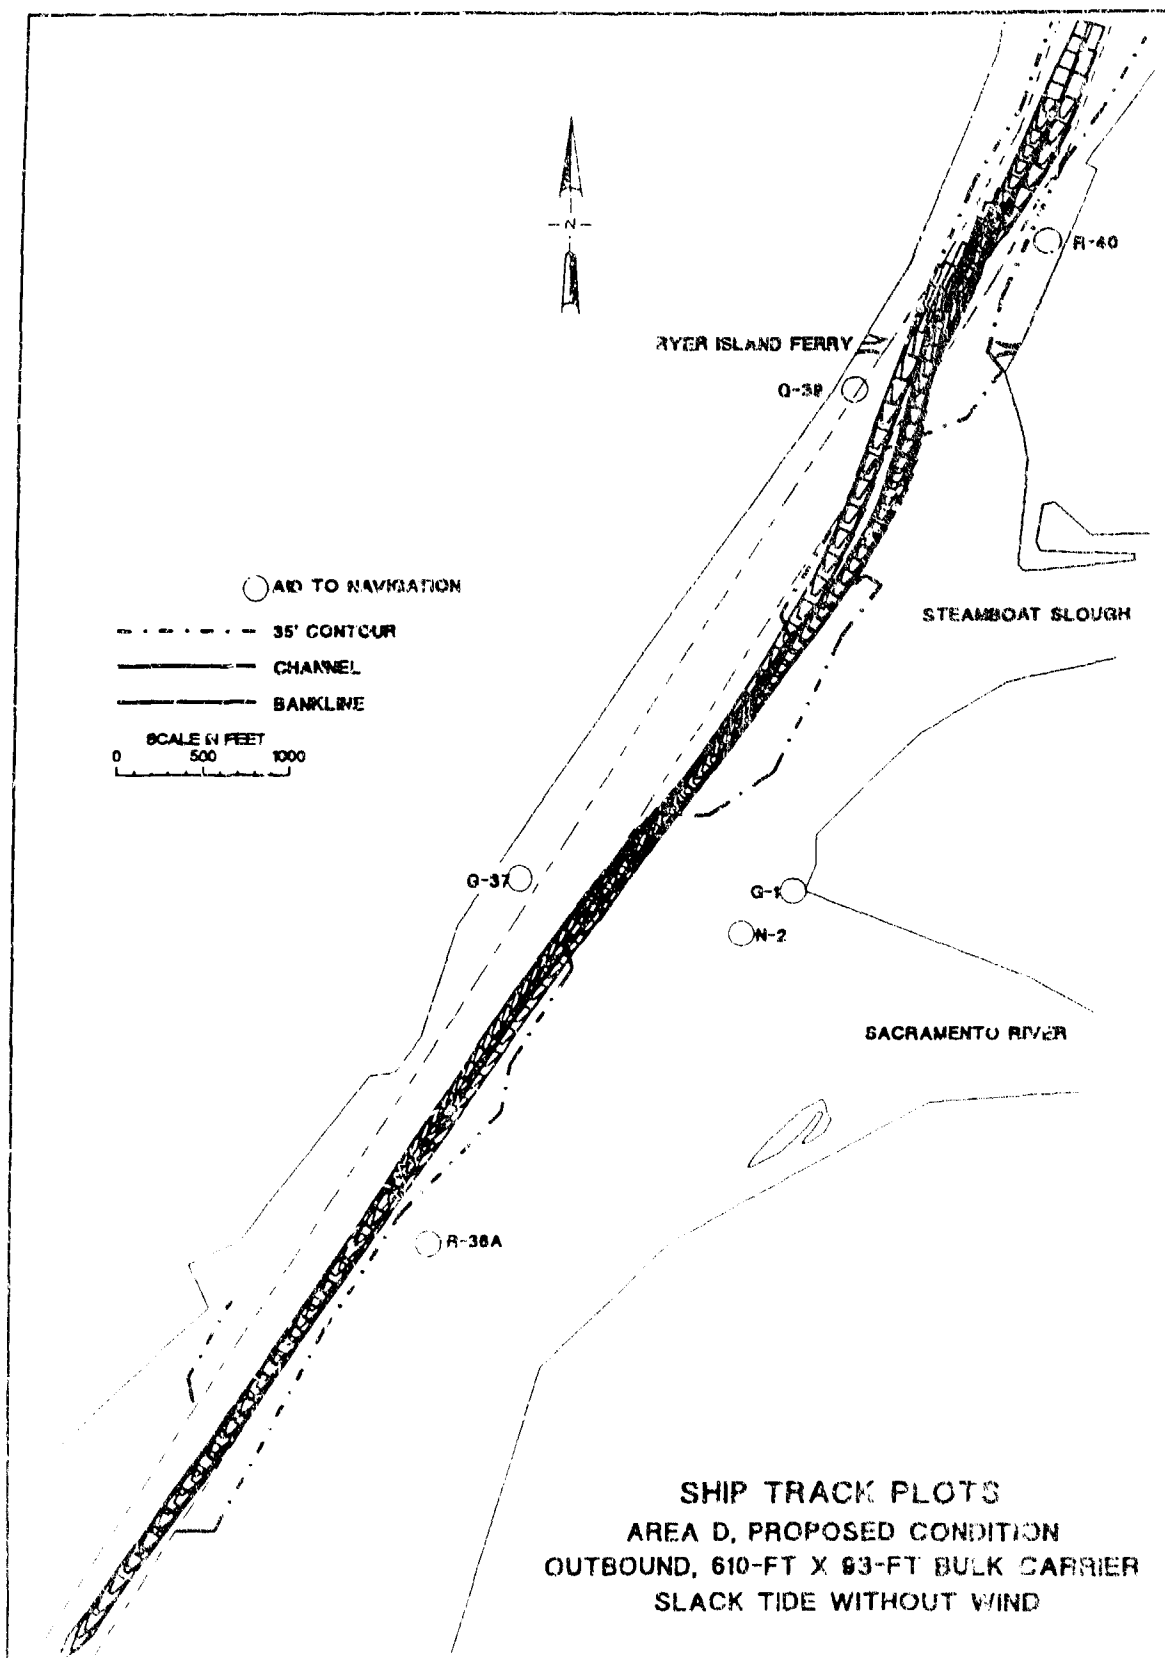 N
R-40
RYER ISLAND FERRY
G-39
AID TO NAVIGATION
35' CONTOUR
CHANNEL
BANKLINE
SCALE IN FEET
0 500 1000
STEAMBOAT SLOUGH
G-37
G-1
N-2
SACRAMENTO RIVER
R-36A
SHIP TRACK PLOTS
AREA D, PROPOSED CONDITION
OUTBOUND, 610-FT X 93-FT BULK CARRIER
SLACK TIDE WITHOUT WIND